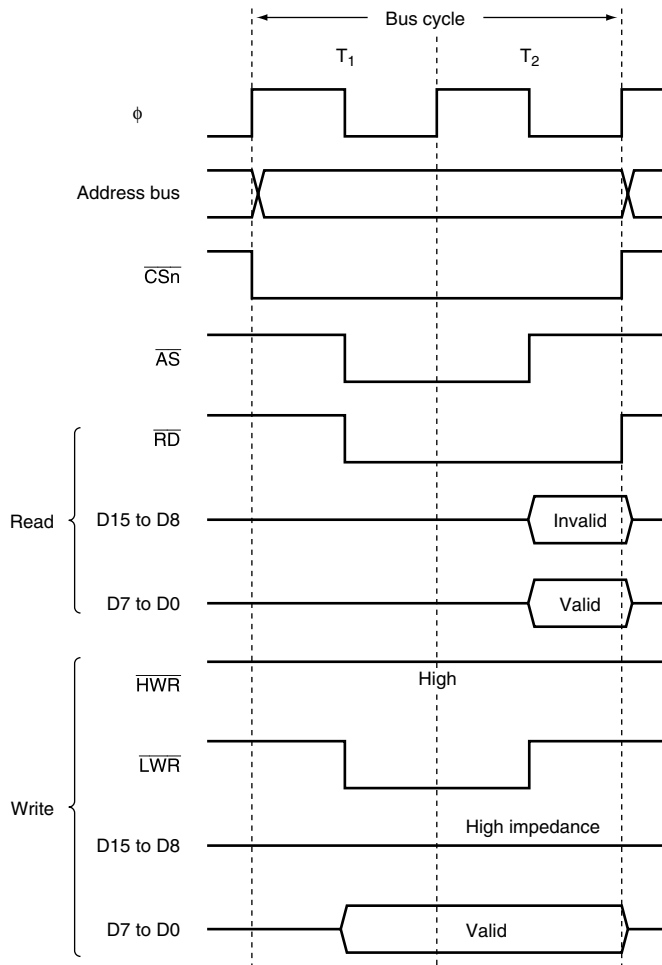 Bus cycle
T1 T2
ϕ
Address bus
CSn
AS
RD
Read
D15 to D8 Invalid
D7 to D0 Valid
HWR High
LWR
Write
D15 to D8 High impedance
D7 to D0 Valid